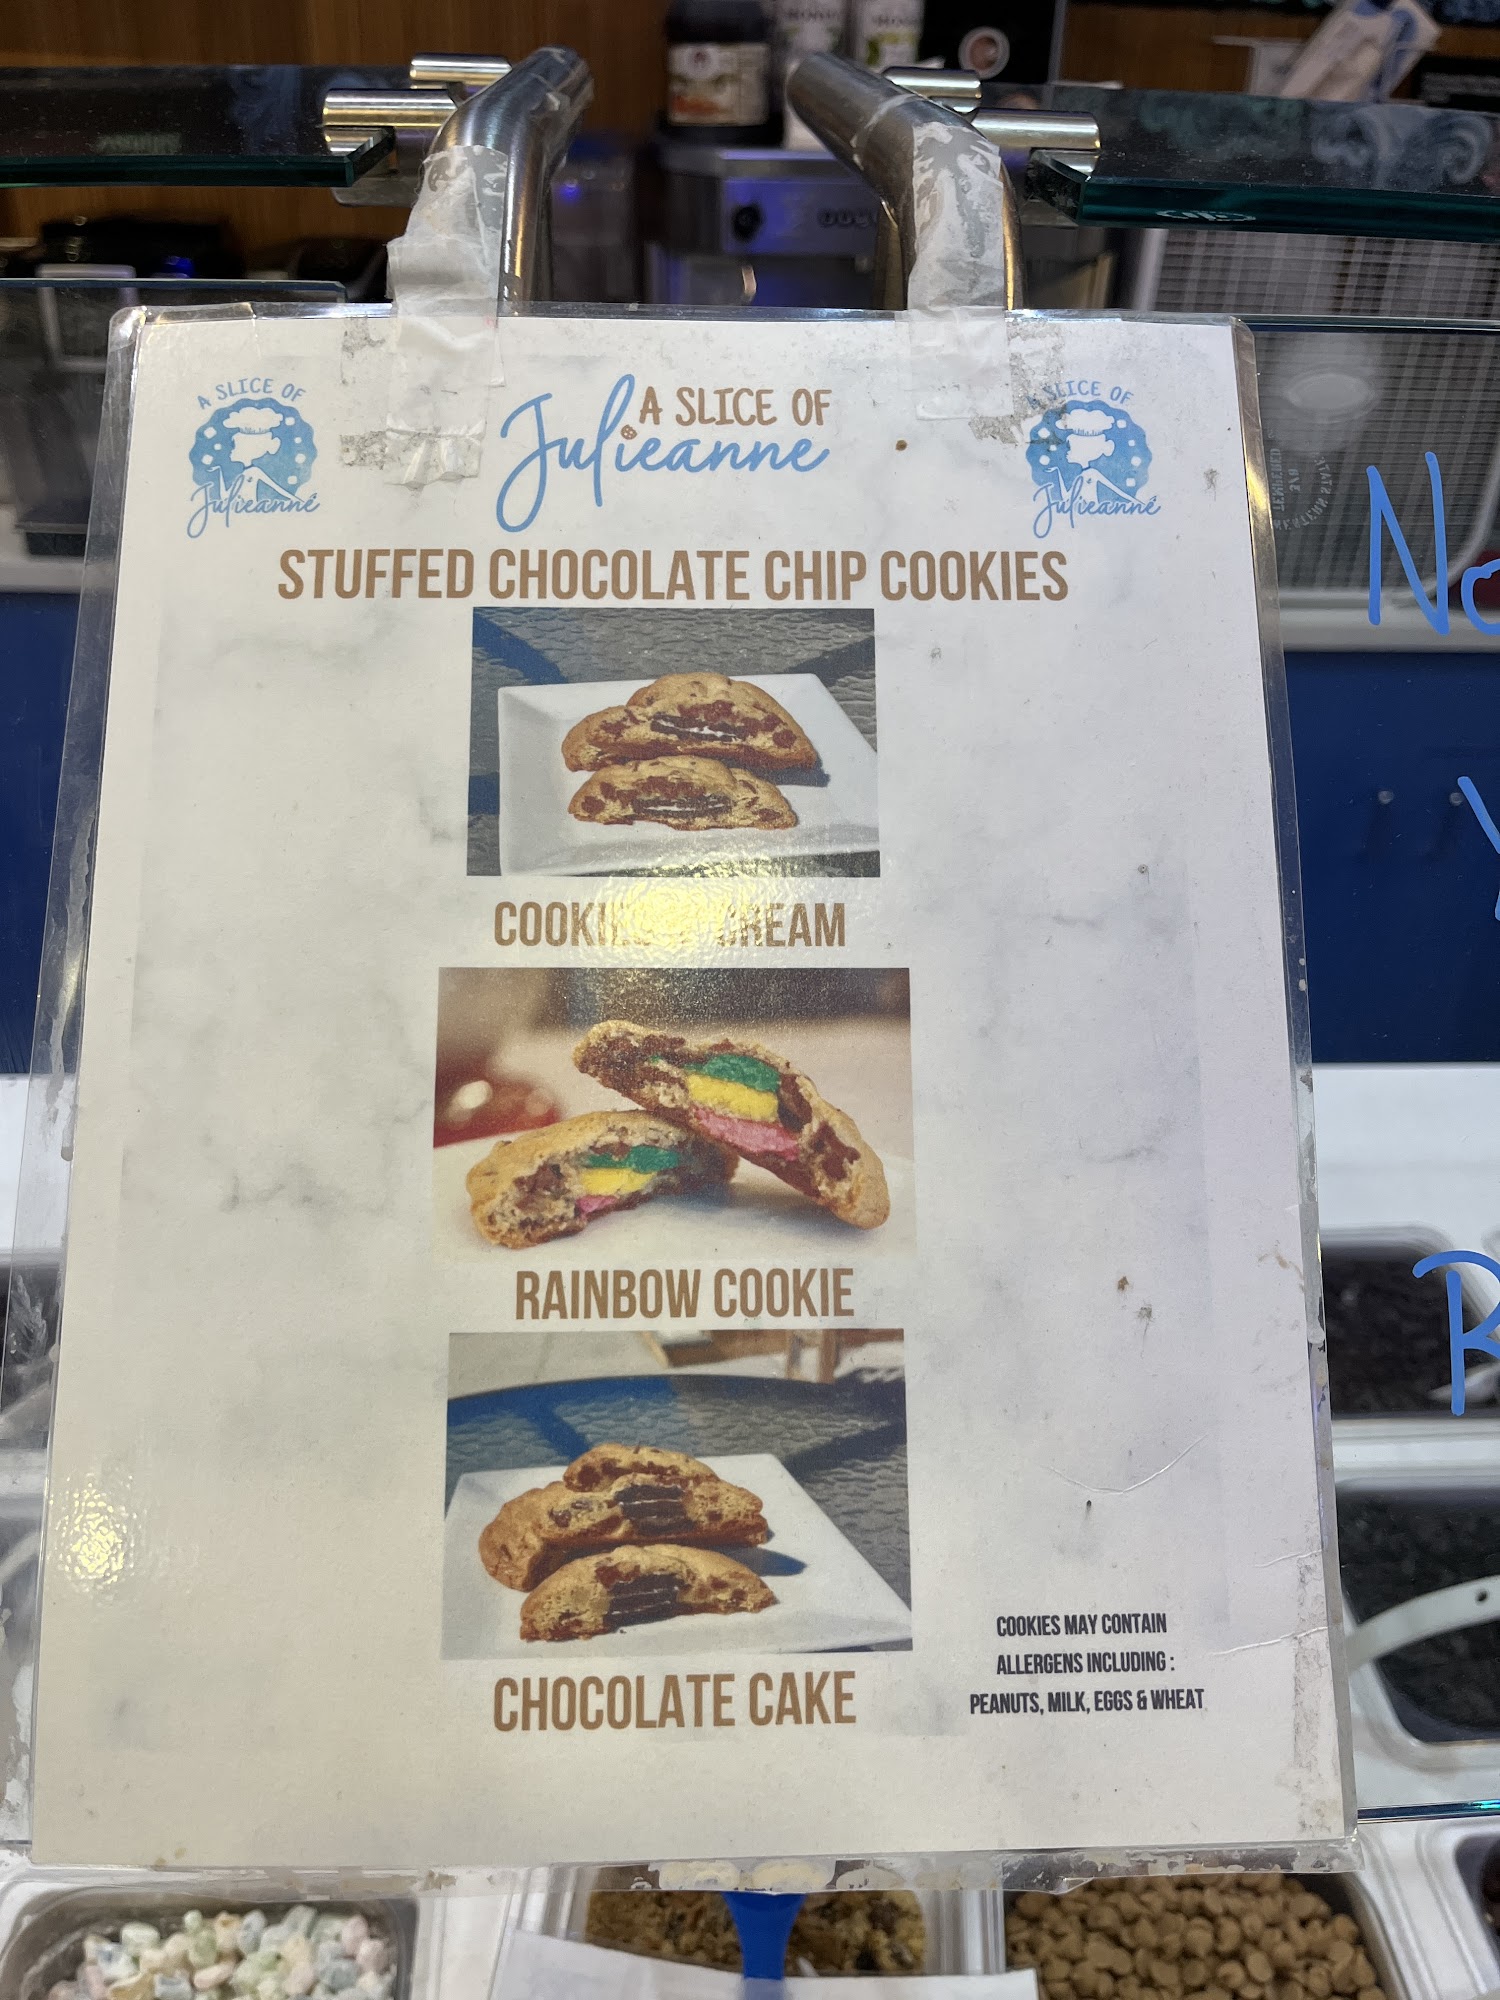 A SLICE OF
Julieanne
A SLICE OF
Julieanne
A SLICE OF
Julieanne
STUFFED CHOCOLATE CHIP COOKIES
CREAM
RAINBOW COOKIE
CHOCOLATE CAKE
COOKIES MAY CONTAIN
ALLERGENS INCLUDING :
PEANUTS, MILK, EGGS & WHEAT